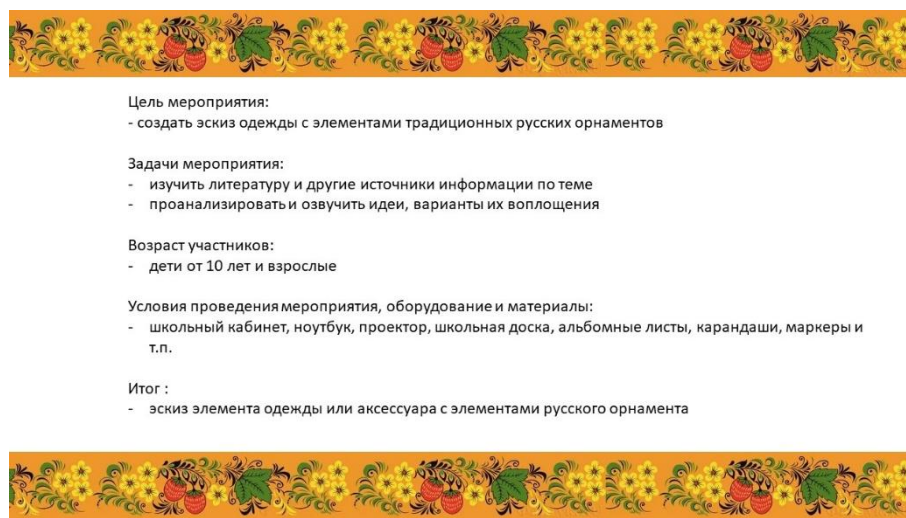 Цель мероприятия:
- создать эскиз одежды с элементами традиционных русских орнаментов
Задачи мероприятия:
- изучить литературу и другие источники информации по теме
- проанализировать и озвучить идеи, варианты их воплощения
Возраст участников:
- дети от 10 лет и взрослые
Условия проведения мероприятия, оборудование и материалы:
- школьный кабинет, ноутбук, проектор, школьная доска, альбомные листы, карандаши, маркеры и
т.п.
Итог :
- эскиз элемента одежды или аксессуара с элементами русского орнамента